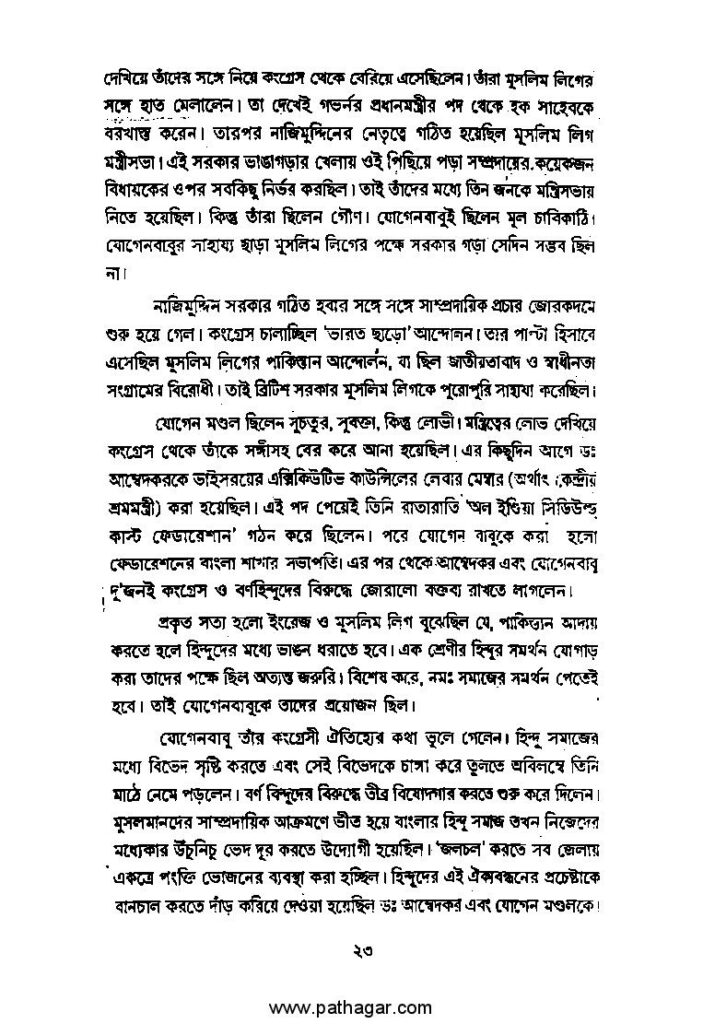 দেখিয়ে তাঁদের সঙ্গে নিয়ে কংগ্রেস থেকে বেরিয়ে এসেছিলেন। তাঁরা মুসলিম লিগের
সঙ্গে হাত মেলালেন। তা দেখেই গভর্নর প্রধানমন্ত্রীর পদ থেকে হক সাহেবকে
বরখাস্ত করেন। তারপর নাজিমুদ্দিনের নেতৃত্বে গঠিত হয়েছিল মুসলিম লিগ
মন্ত্রীসভা। এই সরকার ভাঙাগড়ার খেলায় ওই পিছিয়ে পড়া সম্প্রদায়ের কয়েকজন
বিধায়কের ওপর সবকিছু নির্ভর করছিল। তাই তাঁদের মধ্যে তিন জনকে মন্ত্রিসভায়
নিতে হয়েছিল। কিন্তু তাঁরা ছিলেন গৌণ। যোগেনবাবুই ছিলেন মূল চাবিকাঠি।
যোগেনবাবুর সাহায্য ছাড়া মুসলিম লিগের পক্ষে সরকার গড়া সেদিন সম্ভব ছিল
না।
নাজিমুদ্দিন সরকার গঠিত হবার সঙ্গে সঙ্গে সাম্প্রদায়িক প্রচার জোরকদমে
শুরু হয়ে গেল। কংগ্রেস চালাচ্ছিল 'ভারত ছাড়ো' আন্দোলন। তার পাল্টা হিসাবে
এসেছিল মুসলিম লিগের পাকিস্তান আন্দোলন, যা ছিল জাতীয়তাবাদ ও স্বাধীনতা
সংগ্রামের বিরোধী। তাই ব্রিটিশ সরকার মুসলিম লিগকে পুরোপুরি সাহায্য করেছিল।
যোগেন মণ্ডল ছিলেন সুচতুর, সুবক্তা, কিন্তু লোভী। মন্ত্রিত্বের লোভ দেখিয়ে
কংগ্রেস থেকে তাঁকে সঙ্গীসহ বের করে আনা হয়েছিল। এর কিছুদিন আগে ডঃ
আম্বেদকরকে ভাইসরয়ের এক্সিকিউটিভ কাউন্সিলের লেবার মেম্বার (অর্থাৎ কেন্দ্রীয়
শ্রমমন্ত্রী) করা হয়েছিল। এই পদ পেয়েই তিনি রাতারাতি 'অল ইণ্ডিয়া সিডিউল্ড
কাস্ট ফেডারেশান' গঠন করে ছিলেন। পরে যোগেন বাবুকে করা হলো
ফেডারেশনের বাংলা শাখার সভাপতি। এর পর থেকে আম্বেদকর এবং যোগেনবাবু
দু'জনই কংগ্রেস ও বর্ণহিন্দুদের বিরুদ্ধে জোরালো বক্তব্য রাখতে লাগলেন।
প্রকৃত সত্য হলো ইংরেজ ও মুসলিম লিগ বুঝেছিল যে, পাকিস্তান আদায়
করতে হলে হিন্দুদের মধ্যে ভাঙন ধরাতে হবে। এক শ্রেণীর হিন্দুর সমর্থন যোগাড়
করা তাদের পক্ষে ছিল অত্যন্ত জরুরি। বিশেষ করে, নমঃ সমাজের সমর্থন পেতেই
হবে। তাই যোগেনবাবুকে তাদের প্রয়োজন ছিল।
যোগেনবাবু তাঁর কংগ্রেসী ঐতিহ্যের কথা ভুলে গেলেন। হিন্দু সমাজের
মধ্যে বিভেদ সৃষ্টি করতে এবং সেই বিভেদকে চাঙ্গা করে তুলতে অবিলম্বে তিনি
মাঠে নেমে পড়লেন। বর্ণ বিন্দুদের বিরুদ্ধে তীব্র বিষোদগার করতে শুরু করে দিলেন।
মুসলমানদের সাম্প্রদায়িক আক্রমণে ভীত হয়ে বাংলার হিন্দু সমাজ তখন নিজেদের
মধ্যেকার উঁচুনিচু ভেদ দূর করতে উদ্যোগী হয়েছিল। 'জলচল' করতে সব জেলায়
একত্রে পংক্তি ভোজনের ব্যবস্থা করা হচ্ছিল। হিন্দুদের এই ঐক্যবন্ধনের প্রচেষ্টাকে
বানচাল করতে দাঁড় করিয়ে দেওয়া হয়েছিল ডঃ আম্বেদকর এবং যোগেন মণ্ডলকে।
২৩
www.pathagar.com